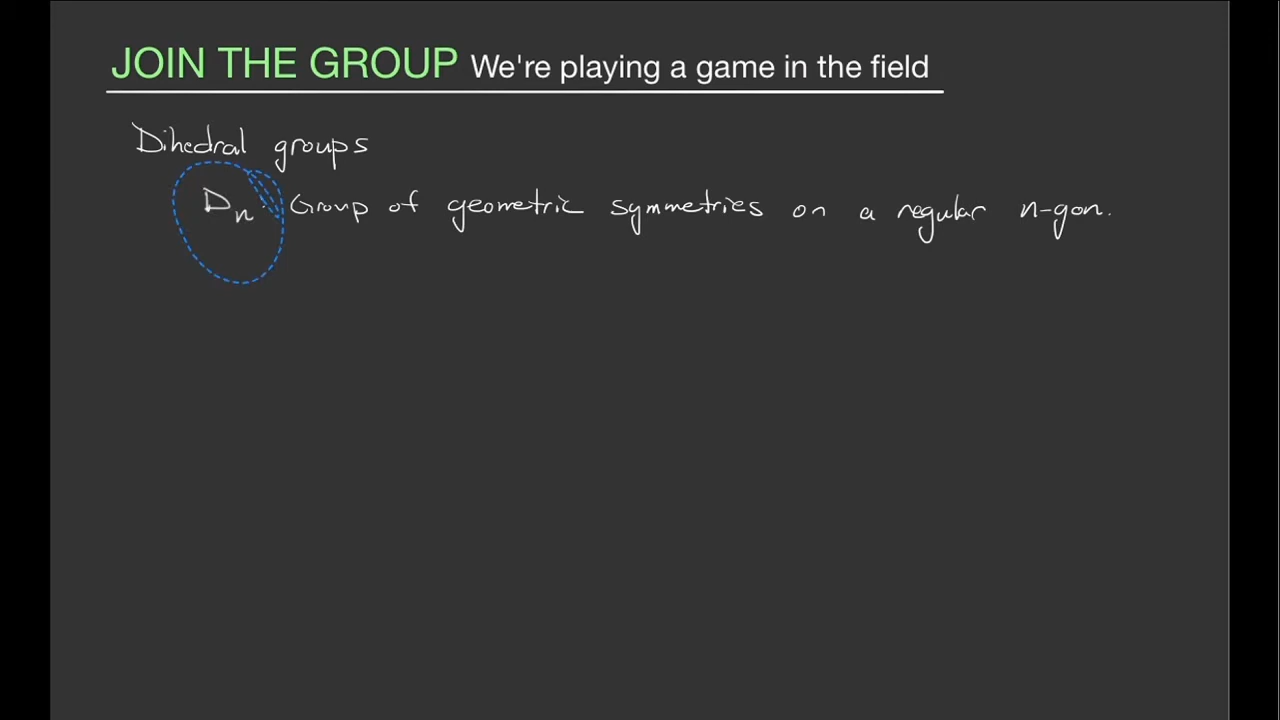 JOIN THE GROUP We're playing a game in the field
Dihedral groups
Dn. Group of geometric symmetries on a regular n-gon.